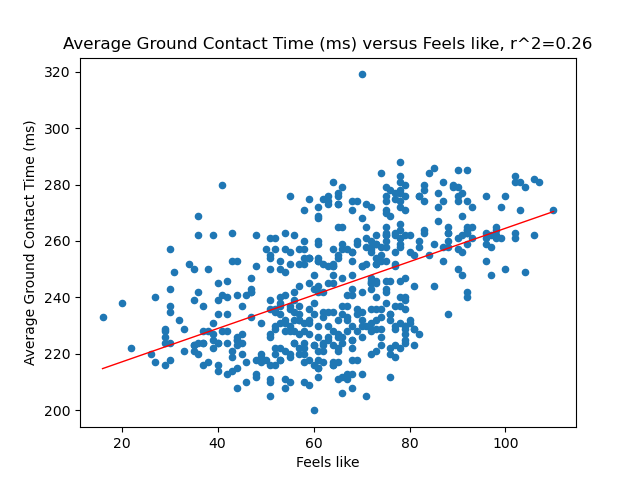 Average Ground Contact Time (ms) versus Feels like, r^2=0.26
320
300
280
260
240
220
200
Average Ground Contact Time (ms)
20 40 60 80 100
Feels like